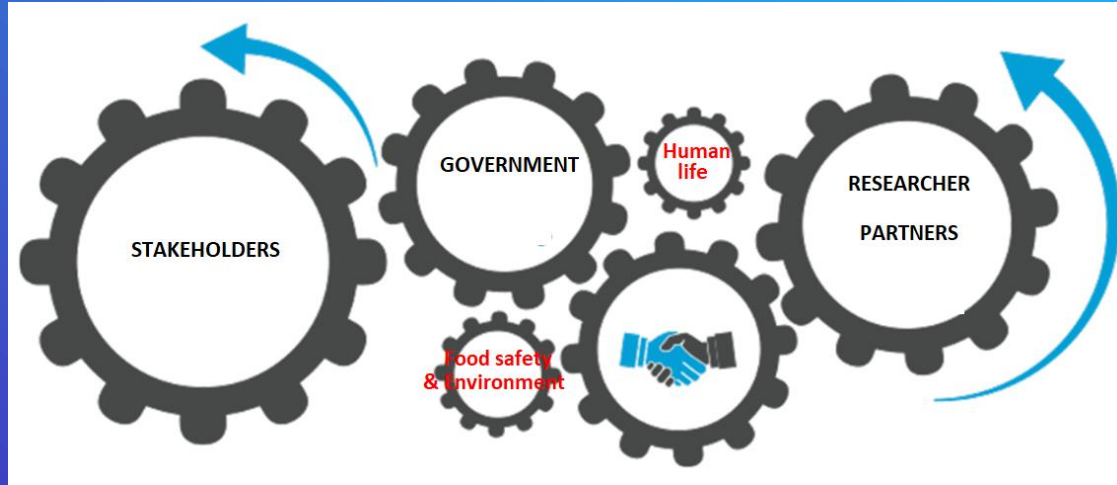 STAKEHOLDERS
GOVERNMENT
Human
life
RESEARCHER
PARTNERS
Food safety
& Environment